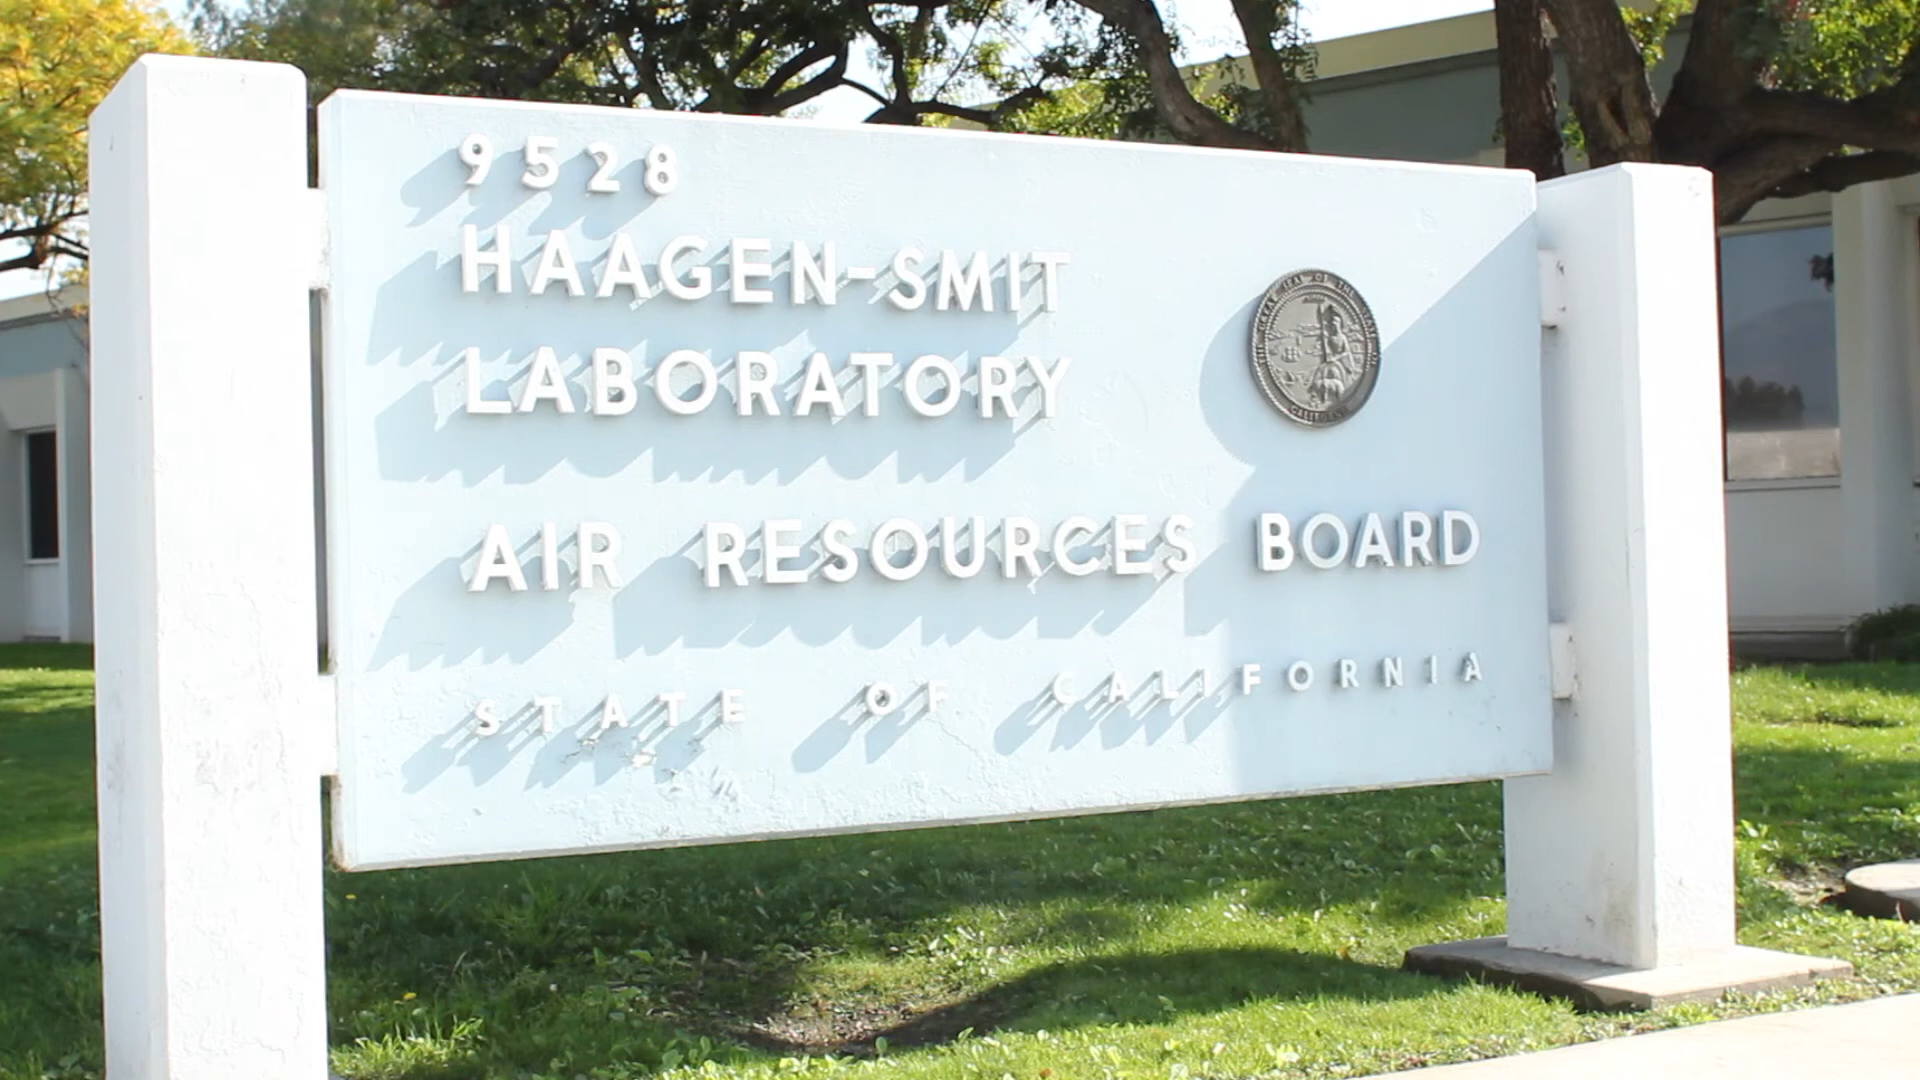 9528
HAAGEN-SMIT
LABORATORY
AIR RESOURCES BOARD
STATE OF CALIFORNIA